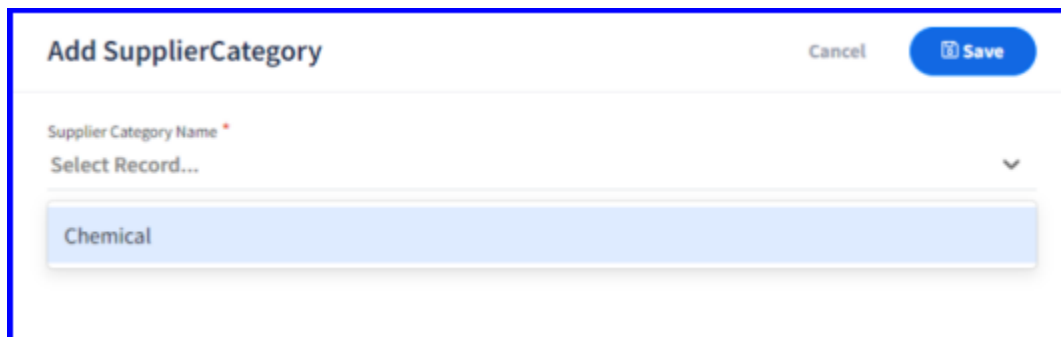 Add SupplierCategory Cancel Save
Supplier Category Name *
Select Record...
Chemical